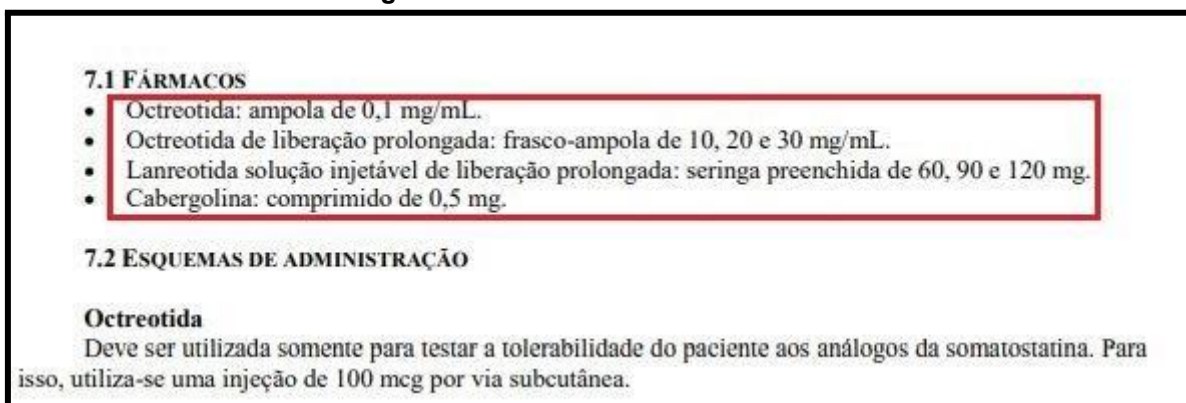 7.1 FÁRMACOS
• Octreotida: ampola de 0,1 mg/mL.
• Octreotida de liberação prolongada: frasco-ampola de 10, 20 e 30 mg/mL.
• Lanreotida solução injetável de liberação prolongada: seringa preenchida de 60, 90 e 120 mg.
• Cabergolina: comprimido de 0,5 mg.
7.2 ESQUEMAS DE ADMINISTRAÇÃO
Octreotida
Deve ser utilizada somente para testar a tolerabilidade do paciente aos análogos da somatostatina. Para
isso, utiliza-se uma injeção de 100 mcg por via subcutânea.